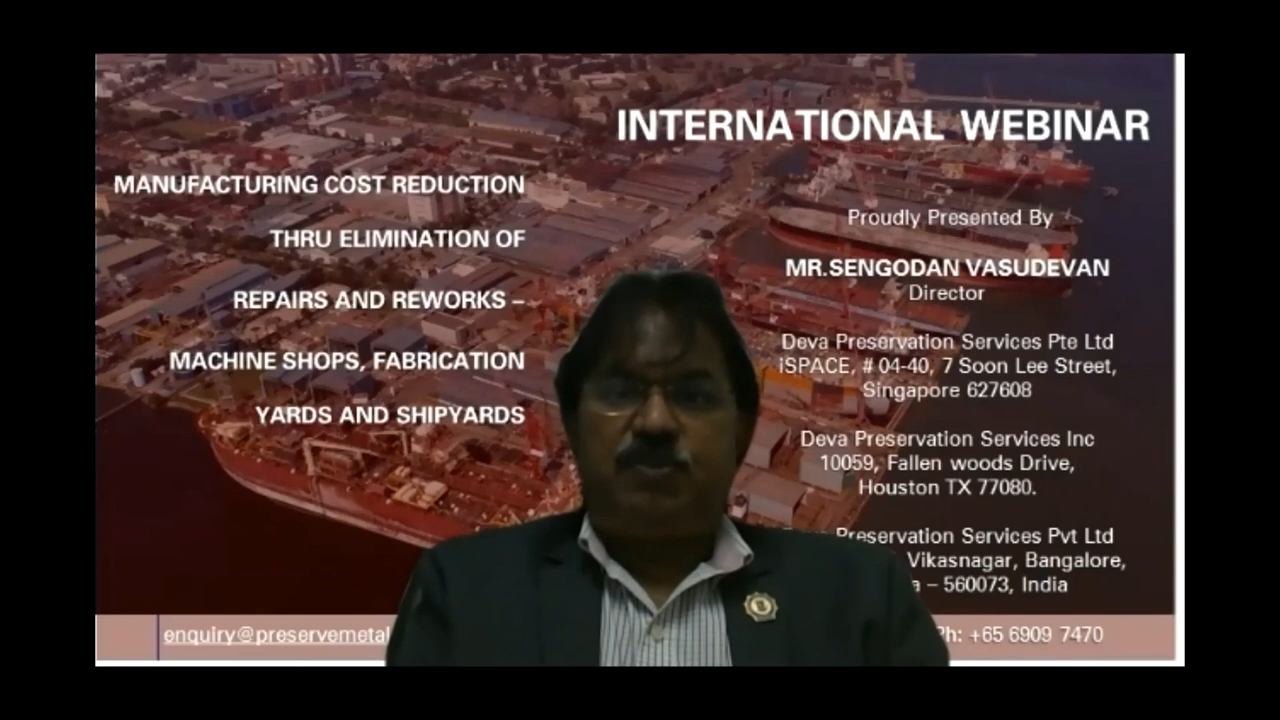 INTERNATIONAL WEBINAR
MANUFACTURING COST REDUCTION
THRU ELIMINATION OF
REPAIRS AND REWORKS –
MACHINE SHOPS, FABRICATION
YARDS AND SHIPYARDS
Proudly Presented By
MR.SENGODAN VASUDEVAN
Director
Deva Preservation Services Pte Ltd
iSPACE, # 04-40, 7 Soon Lee Street,
Singapore 627608
Deva Preservation Services Inc
10059, Fallen woods Drive,
Houston TX 77080.
Preservation Services Pvt Ltd
Vikasnagar, Bangalore,
– 560073, India
enquiry@preservemetal
Ph: +65 6909 7470